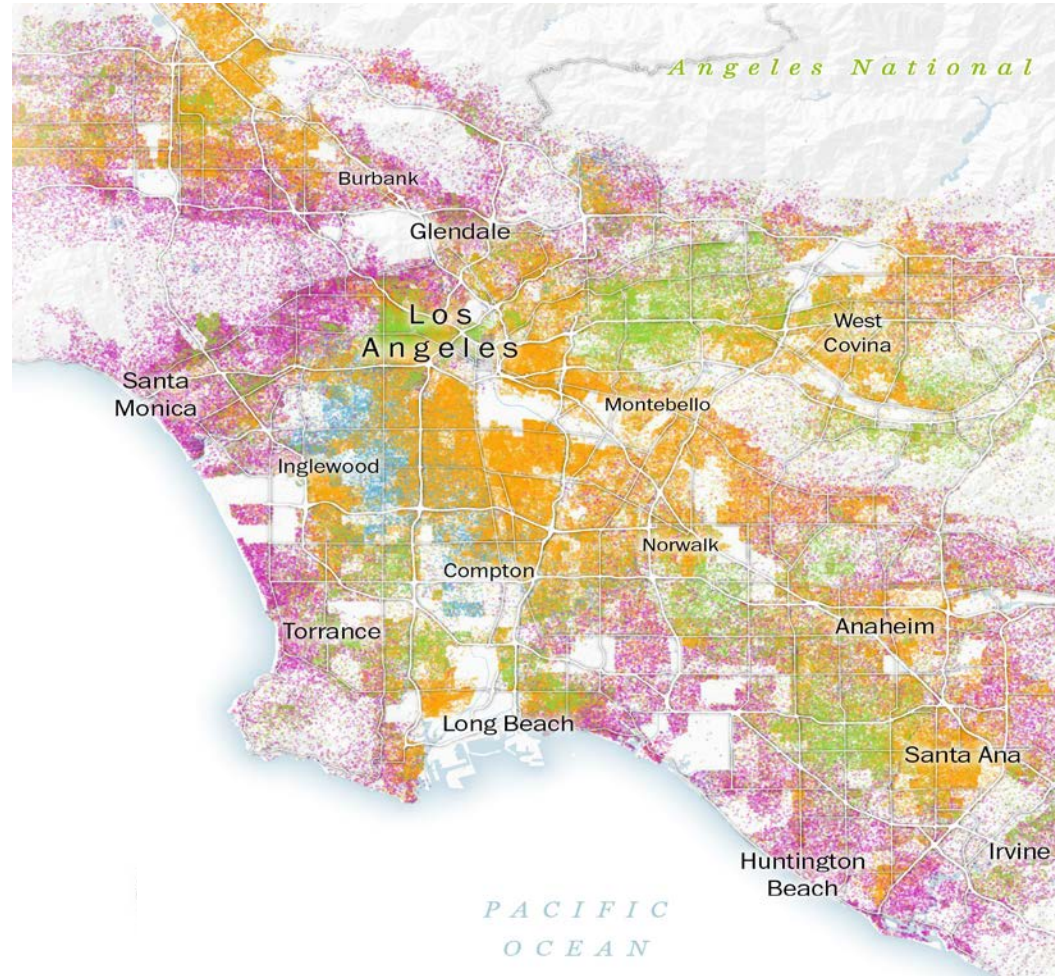 Angeles National
Burbank
Glendale
Los
Angeles
West
Covina
Santa
Monica
Montebello
Inglewood
Norwalk
Compton
Torrance
Anaheim
Long Beach
Santa Ana
Irvine
Huntington
Beach
PACIFIC
OCEAN